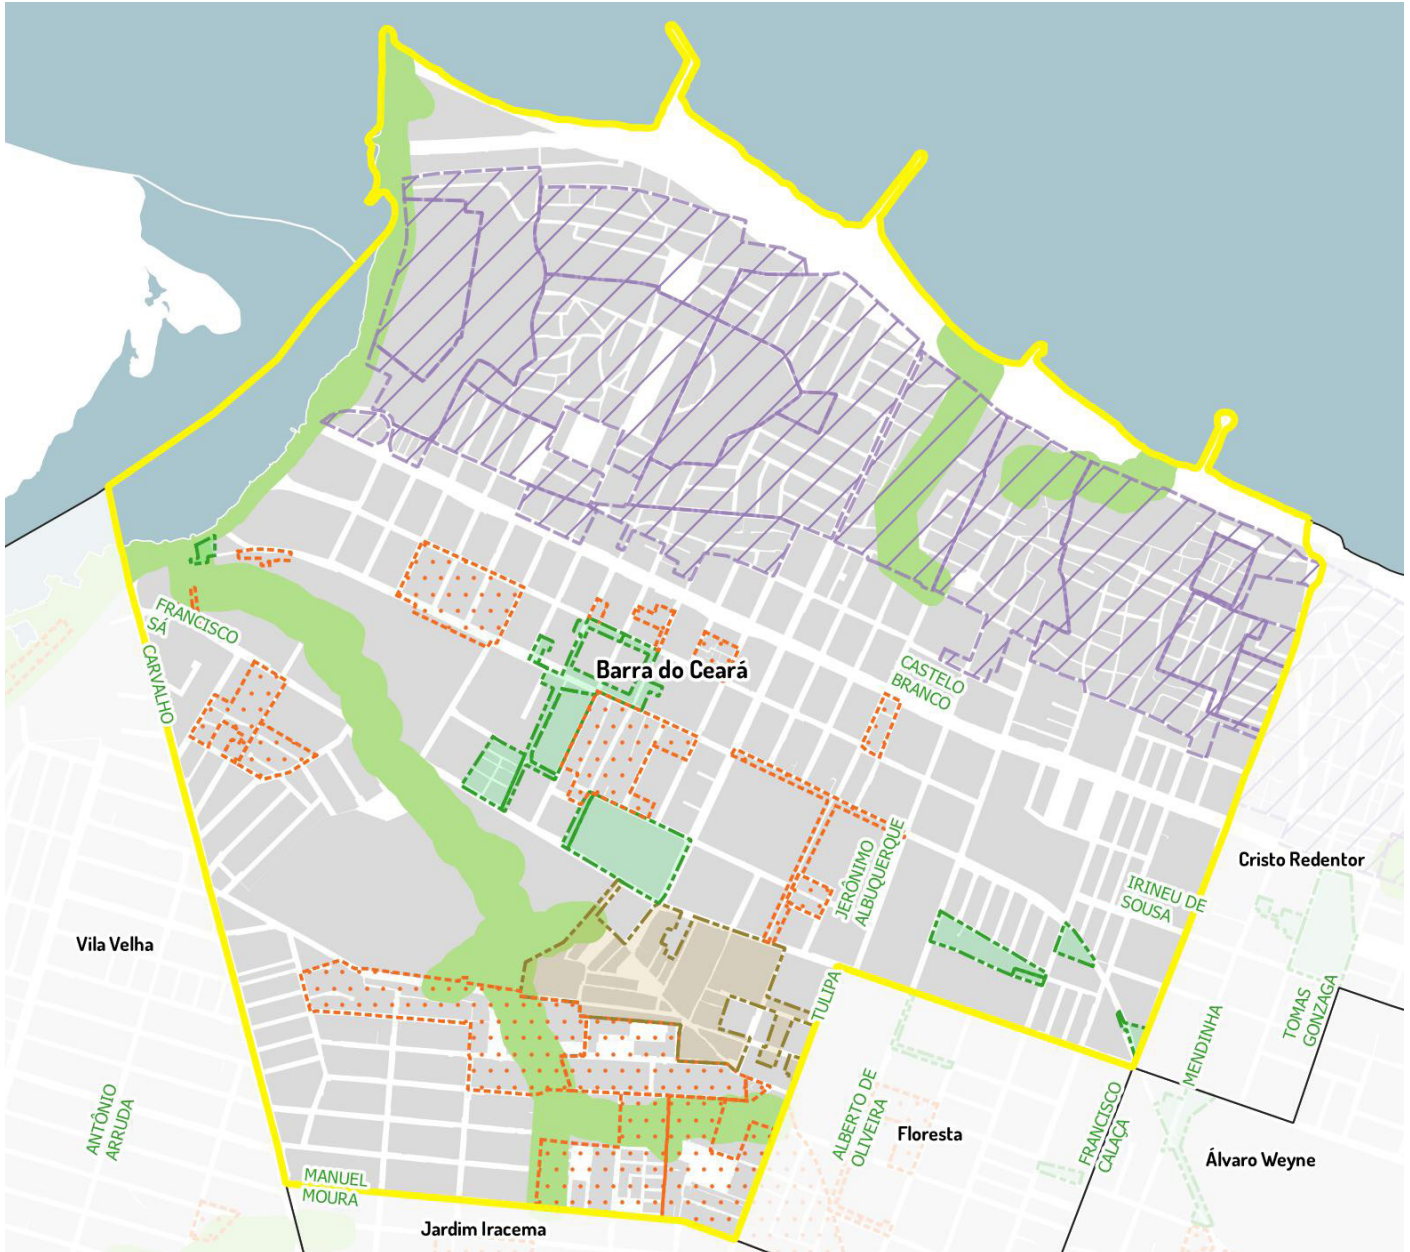 FRANCISCO
SÁ
CARVALHO
Barra do Ceará
CASTELO
BRANCO
JERÔNIMO
ALBUQUERQUE
IRINEU DE
SOUSA
Cristo Redentor
Vila Velha
TULIPA
TOMAS
GONZAGA
MENDINHA
ANTÔNIO
ARRUDA
ALBERTO DE
OLIVEIRA
Floresta
FRANCISCO
CALAÇA
Álvaro Weyne
MANUEL
MOURA
Jardim Iracema